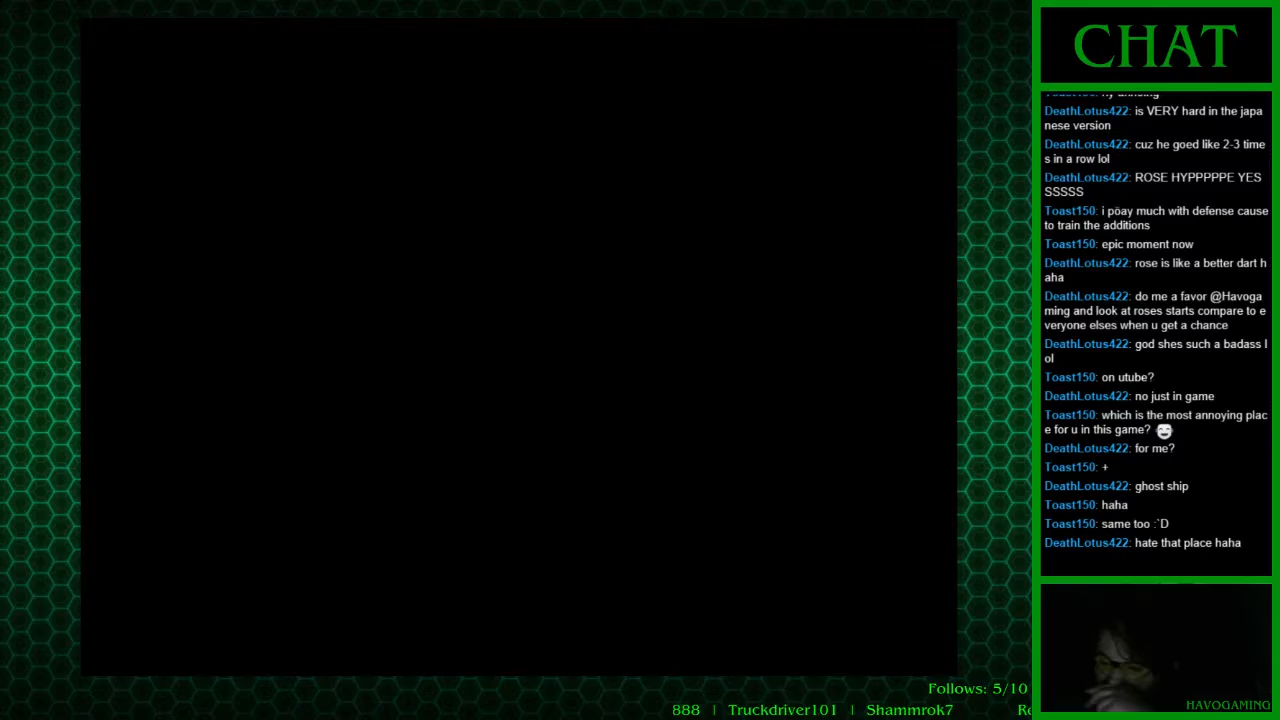 CHAT
DeathLotus422: is VERY hard in the japa
nese version
DeathLotus422: cuz he goed like 2-3 time
s in a row lol
DeathLotus422: ROSE HYPPPPPE YES
SSSSS
Toast150: i pöay much with defense cause
to train the additions
Toast150: epic moment now
DeathLotus422: rose is like a better dart h
aha
DeathLotus422: do me a favor @Havoga
ming and look at roses starts compare to e
veryone elses when u get a chance
DeathLotus422: god shes such a badass l
ol
Toast150: on utube?
DeathLotus422: no just in game
Toast150: which is the most annoying plac
e for u in this game?
DeathLotus422: for me?
Toast150: +
DeathLotus422: ghost ship
Toast150: haha
Toast150: same too :`D
DeathLotus422: hate that place haha
HAVOGAMING
Follows: 5/10
888 | Truckdriver101 | Shammrok7 Re